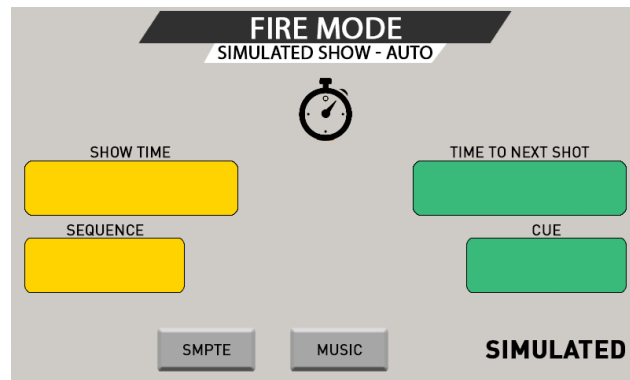 FIRE MODE
SIMULATED SHOW - AUTO
SHOW TIME
TIME TO NEXT SHOT
SEQUENCE
CUE
SMPTE
MUSIC
SIMULATED